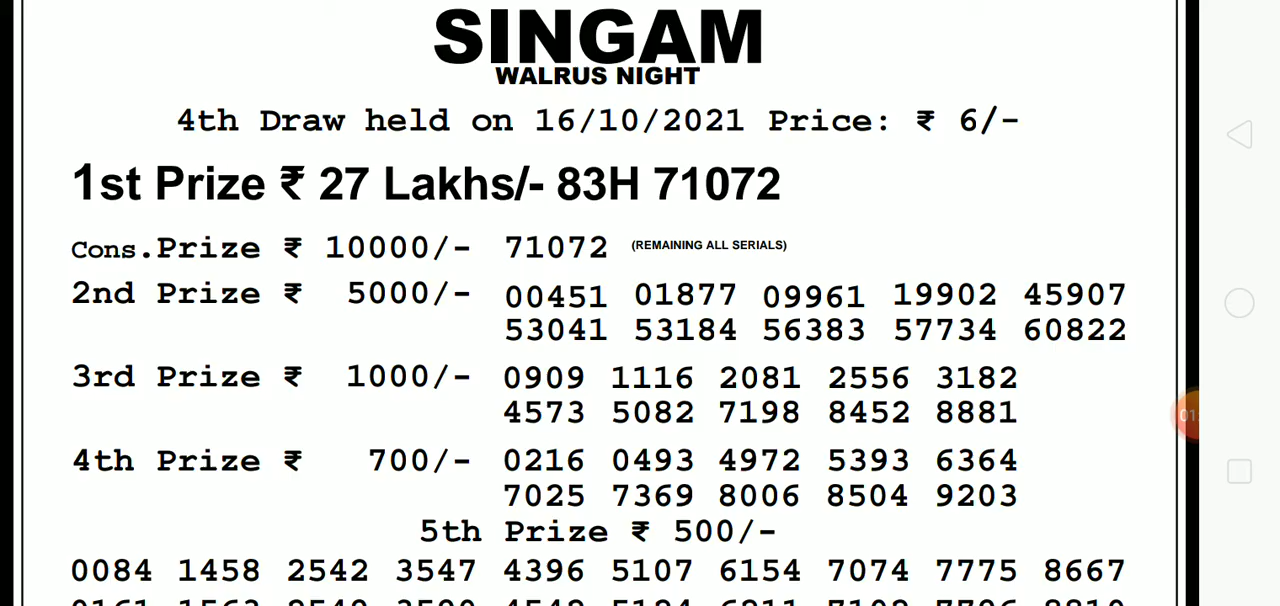 SINGAM
WALRUS NIGHT
4th Draw held on 16/10/2021 Price: ₹ 6/-
1st Prize ₹ 27 Lakhs/- 83H 71072
Cons.Prize ₹ 10000/- 71072 (REMAINING ALL SERIALS)
2nd Prize ₹ 5000/- 00451 01877 09961 19902 45907
53041 53184 56383 57734 60822
3rd Prize ₹ 1000/- 0909 1116 2081 2556 3182
4573 5082 7198 8452 8881
4th Prize ₹ 700/- 0216 0493 4972 5393 6364
7025 7369 8006 8504 9203
5th Prize ₹ 500/-
0084 1458 2542 3547 4396 5107 6154 7074 7775 8667